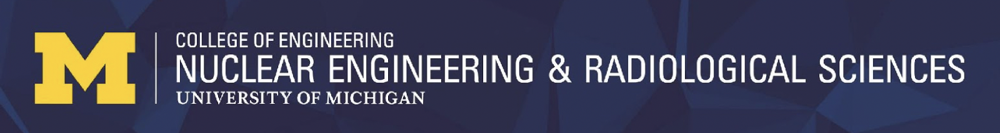 M
COLLEGE OF ENGINEERING
NUCLEAR ENGINEERING & RADIOLOGICAL SCIENCES
UNIVERSITY OF MICHIGAN